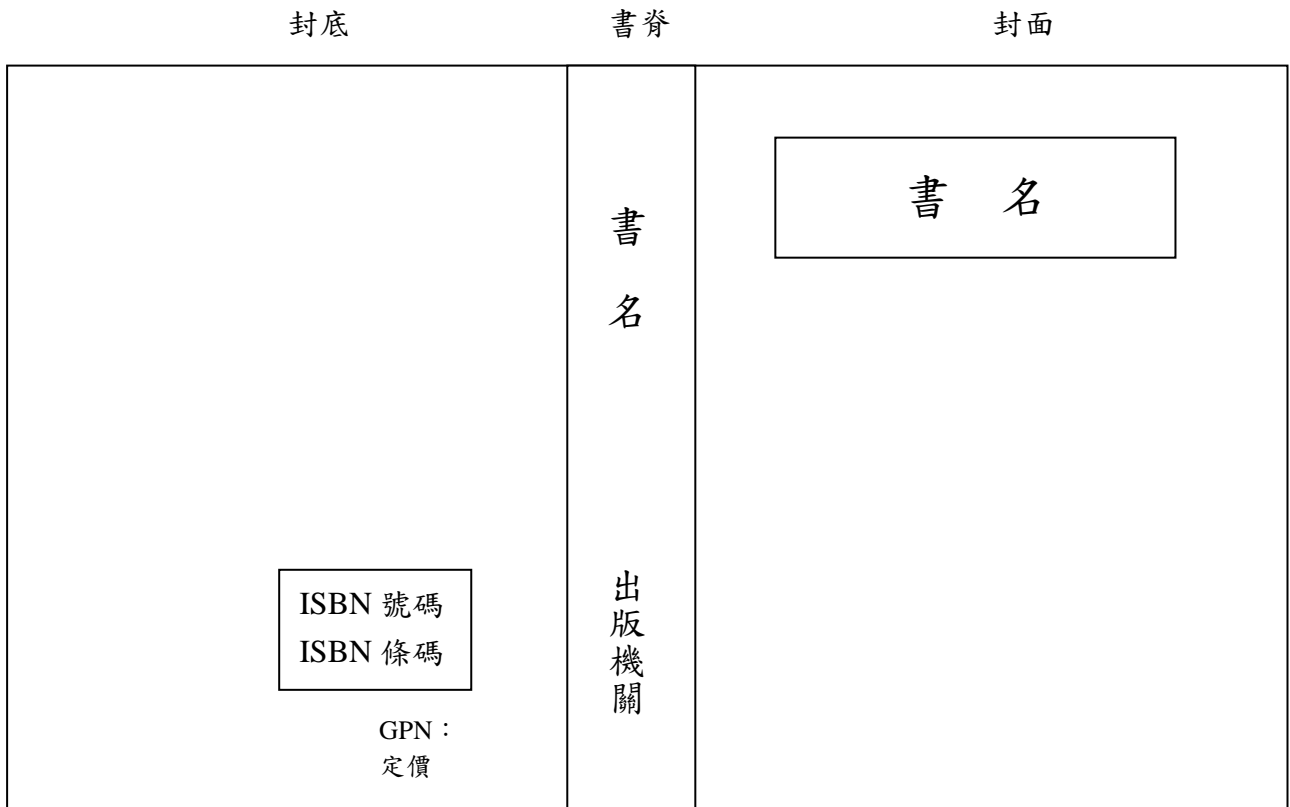 封底
書脊
封面
書名
書 名
ISBN 號碼
ISBN 條碼
出版機關
GPN：
定價